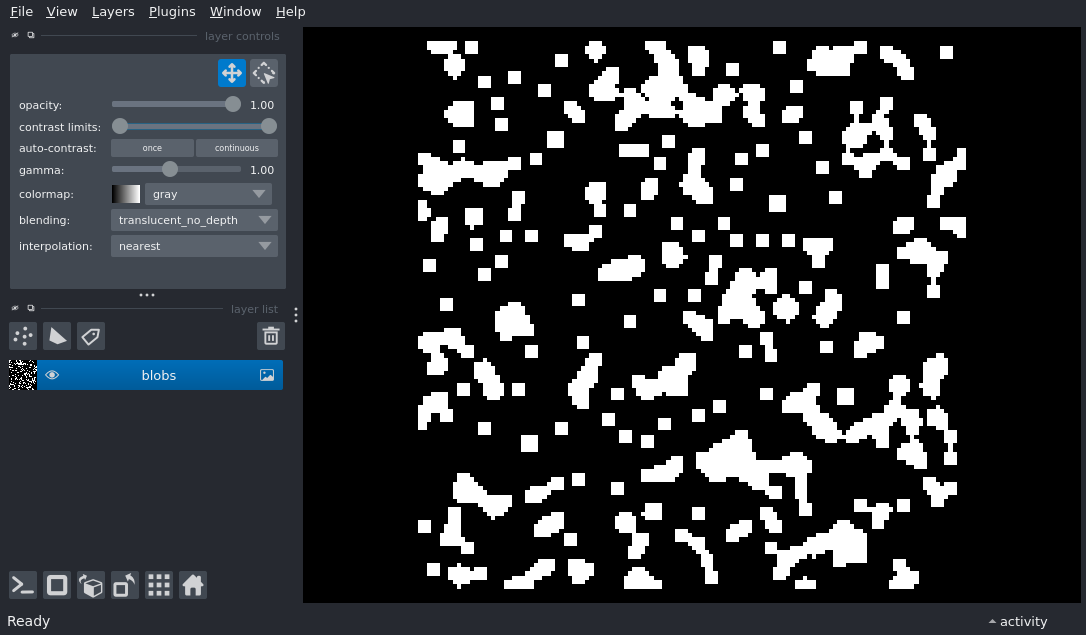 File View Layers Plugins Window Help
layer controls
opacity: 1.00
contrast limits:
auto-contrast: once continuous
gamma: 1.00
colormap: gray
blending: translucent_no_depth
interpolation: nearest
layer list
blobs
Ready
activity